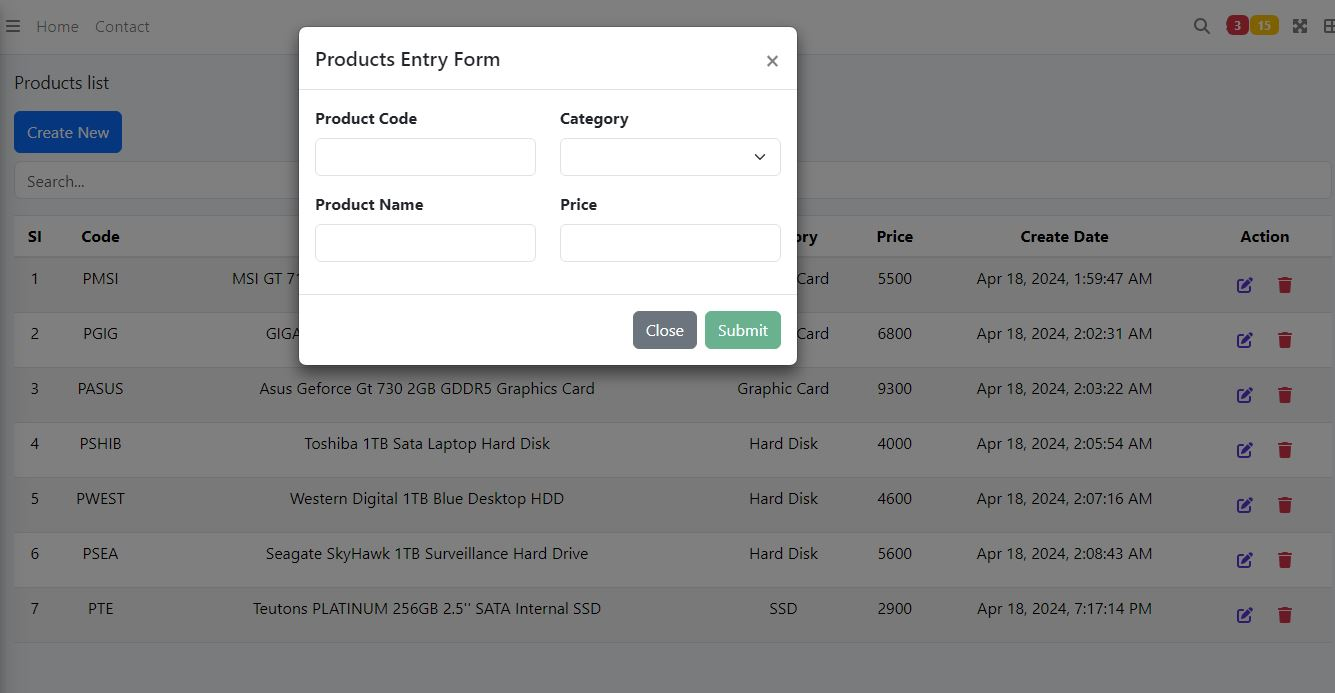 Home Contact 3 15
Products list
Create New
Search...
Products Entry Form ×
Product Code Category
Product Name Price
Close Submit
SI Code Price Create Date Action
1 PMSI MSI GT Card 5500 Apr 18, 2024, 1:59:47 AM
2 PGIG Card 6800 Apr 18, 2024, 2:02:31 AM
3 PASUS Asus Geforce Gt 730 2GB GDDR5 Graphics Card Graphic Card 9300 Apr 18, 2024, 2:03:22 AM
4 PSHIB Toshiba 1TB Sata Laptop Hard Disk Hard Disk 4000 Apr 18, 2024, 2:05:54 AM
5 PWEST Western Digital 1TB Blue Desktop HDD Hard Disk 4600 Apr 18, 2024, 2:07:16 AM
6 PSEA Seagate SkyHawk 1TB Surveillance Hard Drive Hard Disk 5600 Apr 18, 2024, 2:08:43 AM
7 PTE Teutons PLATINUM 256GB 2.5'' SATA Internal SSD SSD 2900 Apr 18, 2024, 7:17:14 PM